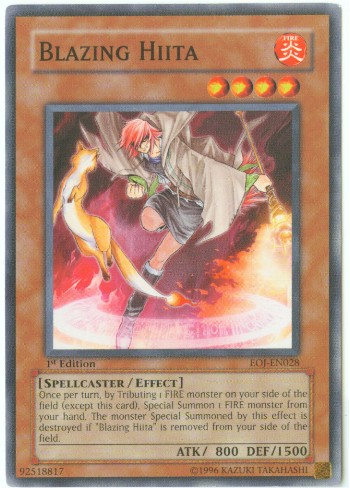 BLAZING HIITA
FIRE
炎
1st Edition
EOJ-EN028
[SPELLCASTER / EFFECT]
Once per turn, by Tributing 1 FIRE monster on your side of the
field (except this card), Special Summon 1 FIRE monster from
your hand. The monster Special Summoned by this effect is
destroyed if "Blazing Hiita" is removed from your side of the
field.
ATK/ 800 DEF/1500
92518817
©1996 KAZUKI TAKAHASHI